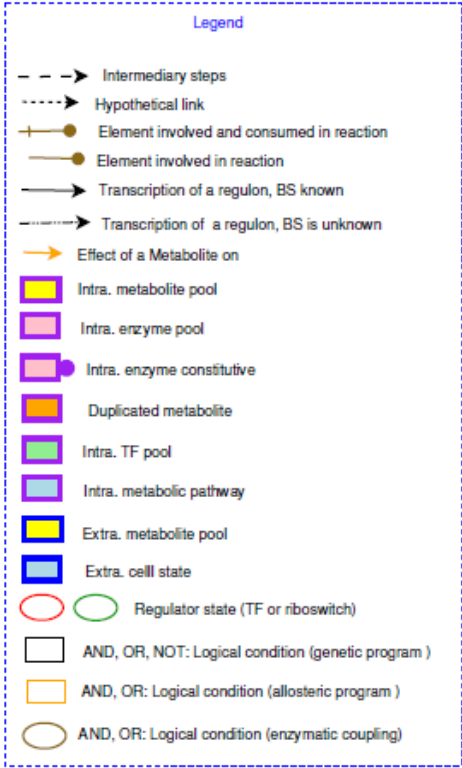 Legend
Intermediary steps
Hypothetical link
Element involved and consumed in reaction
Element involved in reaction
Transcription of a regulon, BS known
Transcription of a regulon, BS is unknown
Effect of a Metabolite on
Intra. metabolite pool
Intra. enzyme pool
Intra. enzyme constitutive
Duplicated metabolite
Intra. TF pool
Intra. metabolic pathway
Extra. metabolite pool
Extra. celll state
Regulator state (TF or riboswitch)
AND, OR, NOT: Logical condition (genetic program )
AND, OR: Logical condition (allosteric program )
AND, OR: Logical condition (enzymatic coupling)